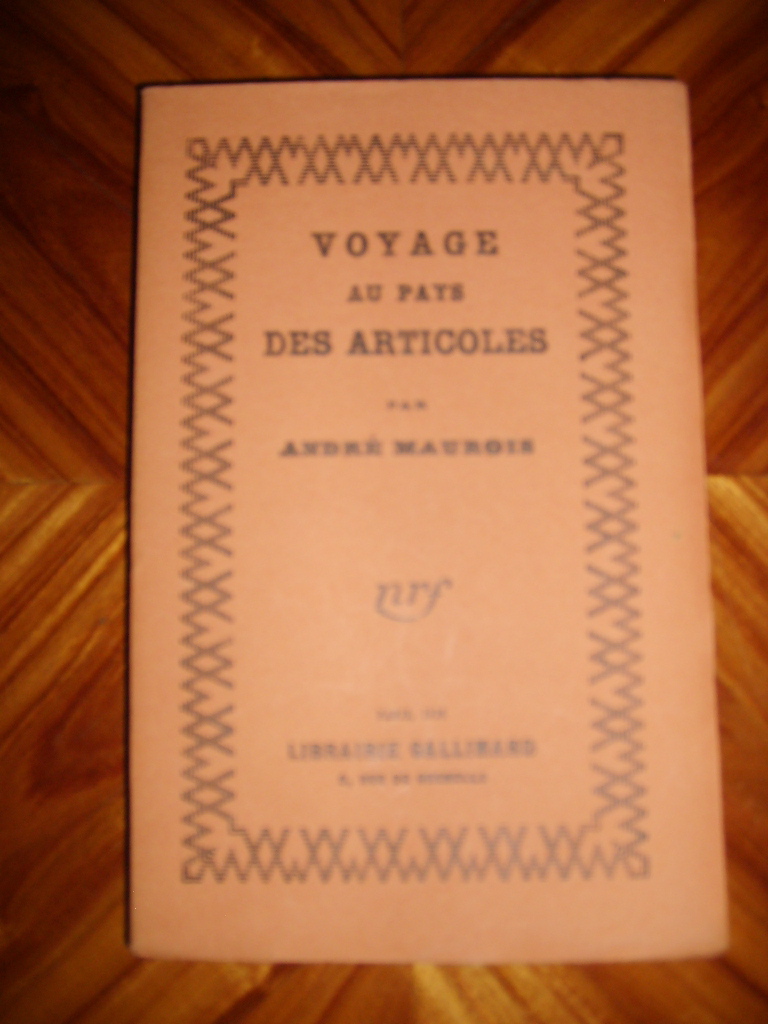 VOYAGE
AU PAYS
DES ARTICOLES
PAR
ANDRÉ MAUROIS
nrf
LIBRAIRIE GALLIMARD